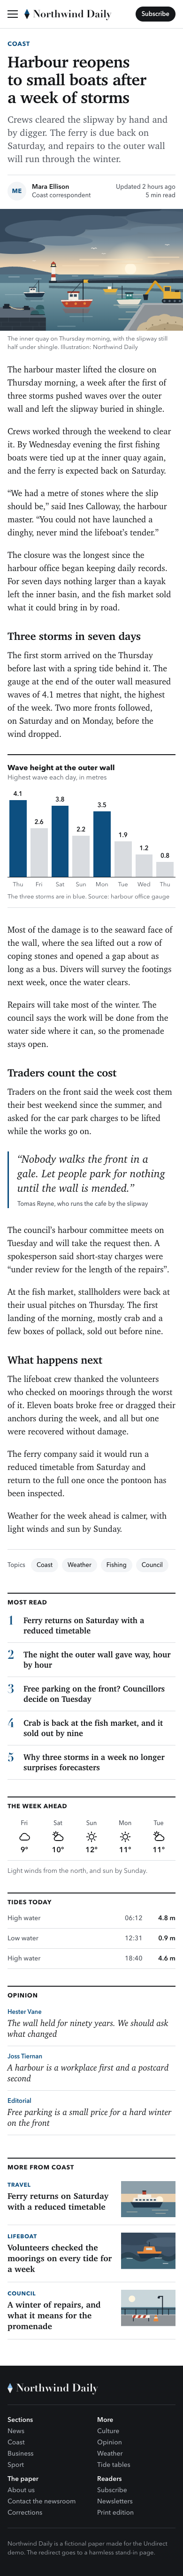 Northwind Daily
Subscribe
COAST
Harbour reopens
to small boats after
a week of storms
Crews cleared the slipway by hand and
by digger. The ferry is due back on
Saturday, and repairs to the outer wall
will run through the winter.
ME
Mara Ellison
Coast correspondent
Updated 2 hours ago
5 min read
The inner quay on Thursday morning, with the slipway still
half under shingle. Illustration: Northwind Daily
The harbour master lifted the closure on
Thursday morning, a week after the first of
three storms pushed waves over the outer
wall and left the slipway buried in shingle.
Crews worked through the weekend to clear
it. By Wednesday evening the first fishing
boats were tied up at the inner quay again,
and the ferry is expected back on Saturday.
“We had a metre of stones where the slip
should be,” said Ines Calloway, the harbour
master. “You could not have launched a
dinghy, never mind the lifeboat’s tender.”
The closure was the longest since the
harbour office began keeping daily records.
For seven days nothing larger than a kayak
left the inner basin, and the fish market sold
what it could bring in by road.
Three storms in seven days
The first storm arrived on the Thursday
before last with a spring tide behind it. The
gauge at the end of the outer wall measured
waves of 4.1 metres that night, the highest
of the week. Two more fronts followed,
on Saturday and on Monday, before the
wind dropped.
Wave height at the outer wall
Highest wave each day, in metres
4.1
2.6
3.8
2.2
3.5
1.9
1.2
0.8
Thu
Fri
Sat
Sun
Mon
Tue
Wed
Thu
The three storms are in blue. Source: harbour office gauge
Most of the damage is to the seaward face of
the wall, where the sea lifted out a row of
coping stones and opened a gap about as
long as a bus. Divers will survey the footings
next week, once the water clears.
Repairs will take most of the winter. The
council says the work will be done from the
water side where it can, so the promenade
stays open.
Traders count the cost
Traders on the front said the week cost them
their best weekend since the summer, and
asked for the car park charges to be lifted
while the works go on.
“Nobody walks the front in a
gale. Let people park for nothing
until the wall is mended.”
Tomas Reyne, who runs the cafe by the slipway
The council’s harbour committee meets on
Tuesday and will take the request then. A
spokesperson said short-stay charges were
“under review for the length of the repairs”.
At the fish market, stallholders were back at
their usual pitches on Thursday. The first
landing of the morning, mostly crab and a
few boxes of pollack, sold out before nine.
What happens next
The lifeboat crew thanked the volunteers
who checked on moorings through the worst
of it. Eleven boats broke free or dragged their
anchors during the week, and all but one
were recovered without damage.
The ferry company said it would run a
reduced timetable from Saturday and
return to the full one once the pontoon has
been inspected.
Weather for the week ahead is calmer, with
light winds and sun by Sunday.
Topics
Coast
Weather
Fishing
Council
MOST READ
1
Ferry returns on Saturday with a
reduced timetable
2
The night the outer wall gave way, hour
by hour
3
Free parking on the front? Councillors
decide on Tuesday
4
Crab is back at the fish market, and it
sold out by nine
5
Why three storms in a week no longer
surprises forecasters
THE WEEK AHEAD
Fri
Sat
Sun
Mon
Tue
9°
10°
12°
11°
11°
Light winds from the north, and sun by Sunday.
TIDES TODAY
High water 06:12 4.8 m
Low water 12:31 0.9 m
High water 18:40 4.6 m
OPINION
Hester Vane
The wall held for ninety years. We should ask
what changed
Joss Tiernan
A harbour is a workplace first and a postcard
second
Editorial
Free parking is a small price for a hard winter
on the front
MORE FROM COAST
TRAVEL
Ferry returns on Saturday
with a reduced timetable
LIFEBOAT
Volunteers checked the
moorings on every tide for
a week
COUNCIL
A winter of repairs, and
what it means for the
promenade
Northwind Daily
Sections
News
Coast
Business
Sport
More
Culture
Opinion
Weather
Tide tables
The paper
About us
Contact the newsroom
Corrections
Readers
Subscribe
Newsletters
Print edition
Northwind Daily is a fictional paper made for the Undirect
demo. The redirect goes to a harmless stand-in page.